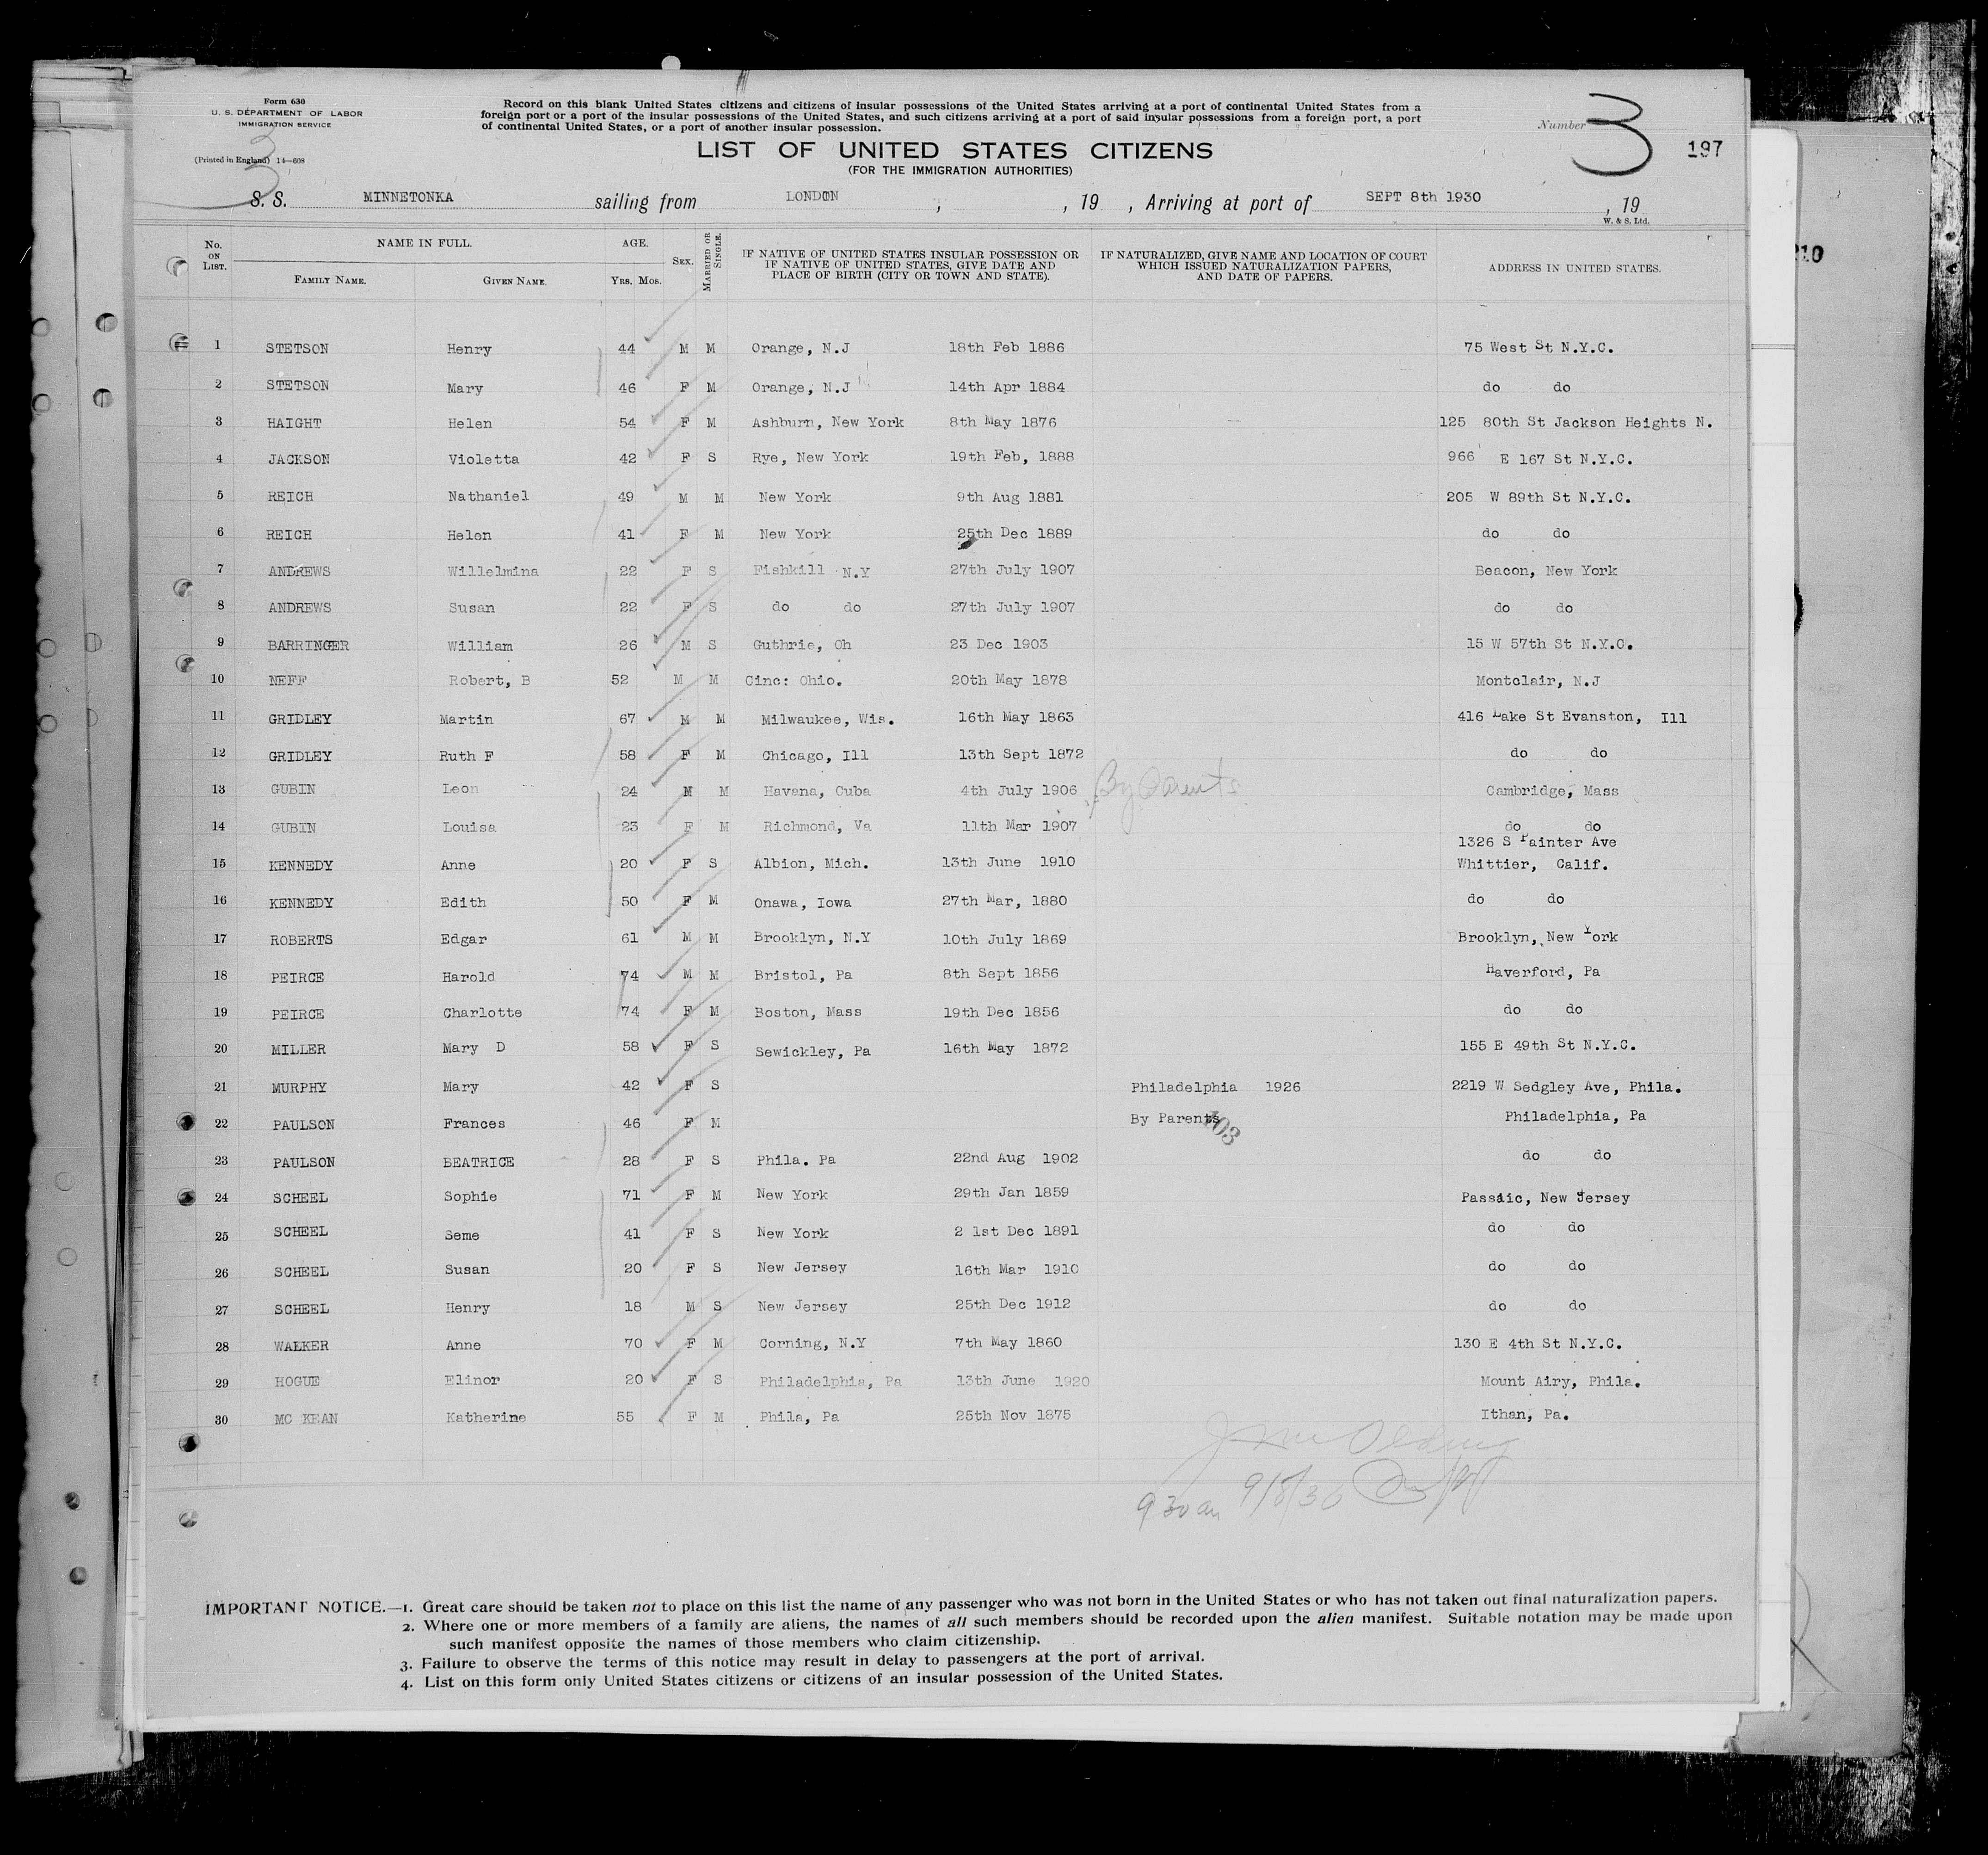 Form 630
U. S. DEPARTMENT OF LABOR
IMMIGRATION SERVICE
(Printed in England) 14—608
3
Record on this blank United States citizens and citizens of insular possessions of the United States arriving at a port of continental United States from a
foreign port or a port of the insular possessions of the United States, and such citizens arriving at a port of said insular possessions from a foreign port, a port
of continental United States, or a port of another insular possession.
Number 3
197
LIST OF UNITED STATES CITIZENS
(FOR THE IMMIGRATION AUTHORITIES)
S. S. MINNETONKA sailing from LONDON , , 19 , Arriving at port of SEPT 8th 1930 , 19
W. & S. Ltd.
210
No. ON LIST. NAME IN FULL. FAMILY NAME. GIVEN NAME. AGE. YRS. MOS. SEX. MARRIED OR SINGLE. IF NATIVE OF UNITED STATES INSULAR POSSESSION OR IF NATIVE OF UNITED STATES, GIVE DATE AND PLACE OF BIRTH (CITY OR TOWN AND STATE). IF NATURALIZED, GIVE NAME AND LOCATION OF COURT WHICH ISSUED NATURALIZATION PAPERS, AND DATE OF PAPERS. ADDRESS IN UNITED STATES.
1 STETSON Henry 44 M M Orange, N.J 18th Feb 1886 75 West St N.Y.C.
2 STETSON Mary 46 F M Orange, N.J 14th Apr 1884 do do
3 HAIGHT Helen 54 F M Ashburn, New York 8th May 1876 125 80th St Jackson Heights N.
4 JACKSON Violetta 42 F S Rye, New York 19th Feb, 1888 966 E 167 St N.Y.C.
5 REICH Nathaniel 49 M M New York 9th Aug 1881 205 W 89th St N.Y.C.
6 REICH Helen 41 F M New York 25th Dec 1889 do do
7 ANDREWS Willelmina 22 F S Fishkill N.Y 27th July 1907 Beacon, New York
8 ANDREWS Susan 22 F S do do 27th July 1907 do do
9 BARRINGER William 26 M S Guthrie, Oh 23 Dec 1903 15 W 57th St N.Y.C.
10 NEFF Robert, B 52 M M Cinc: Ohio. 20th May 1878 Montclair, N.J
11 GRIDLEY Martin 67 M M Milwaukee, Wis. 16th May 1863 416 Lake St Evanston, Ill
12 GRIDLEY Ruth F 58 F M Chicago, Ill 13th Sept 1872 do do
13 GUBIN Leon 24 M M Havana, Cuba 4th July 1906 By Parents Cambridge, Mass
14 GUBIN Louisa 23 F M Richmond, Va 11th Mar 1907 do do
15 KENNEDY Anne 20 F S Albion, Mich. 13th June 1910 1326 S Painter Ave
Whittier, Calif.
16 KENNEDY Edith 50 F M Onawa, Iowa 27th Mar, 1880 do do
17 ROBERTS Edgar 61 M M Brooklyn, N.Y 10th July 1869 Brooklyn, New York
18 PEIRCE Harold 74 M M Bristol, Pa 8th Sept 1856 Haverford, Pa
19 PEIRCE Charlotte 74 F M Boston, Mass 19th Dec 1856 do do
20 MILLER Mary D 58 F S Sewickley, Pa 16th May 1872 155 E 49th St N.Y.C.
21 MURPHY Mary 42 F S Philadelphia 1926 2219 W Sedgley Ave, Phila.
22 PAULSON Frances 46 F M By Parents 403 Philadelphia, Pa
23 PAULSON BEATRICE 28 F S Phila. Pa 22nd Aug 1902 do do
24 SCHEEL Sophie 71 F M New York 29th Jan 1859 Passaic, New Jersey
25 SCHEEL Seme 41 F S New York 2 1st Dec 1891 do do
26 SCHEEL Susan 20 F S New Jersey 16th Mar 1910 do do
27 SCHEEL Henry 18 M S New Jersey 25th Dec 1912 do do
28 WALKER Anne 70 F M Corning, N.Y 7th May 1860 130 E 4th St N.Y.C.
29 HOGUE Elinor 20 F S Philadelphia, Pa 13th June 1920 Mount Airy, Phila.
30 MC KEAN Katherine 55 F M Phila, Pa 25th Nov 1875 Ithan, Pa.
9 30 am 9/8/30
IMPORTANT NOTICE.—1. Great care should be taken not to place on this list the name of any passenger who was not born in the United States or who has not taken out final naturalization papers.
2. Where one or more members of a family are aliens, the names of all such members should be recorded upon the alien manifest. Suitable notation may be made upon
such manifest opposite the names of those members who claim citizenship.
3. Failure to observe the terms of this notice may result in delay to passengers at the port of arrival.
4. List on this form only United States citizens or citizens of an insular possession of the United States.